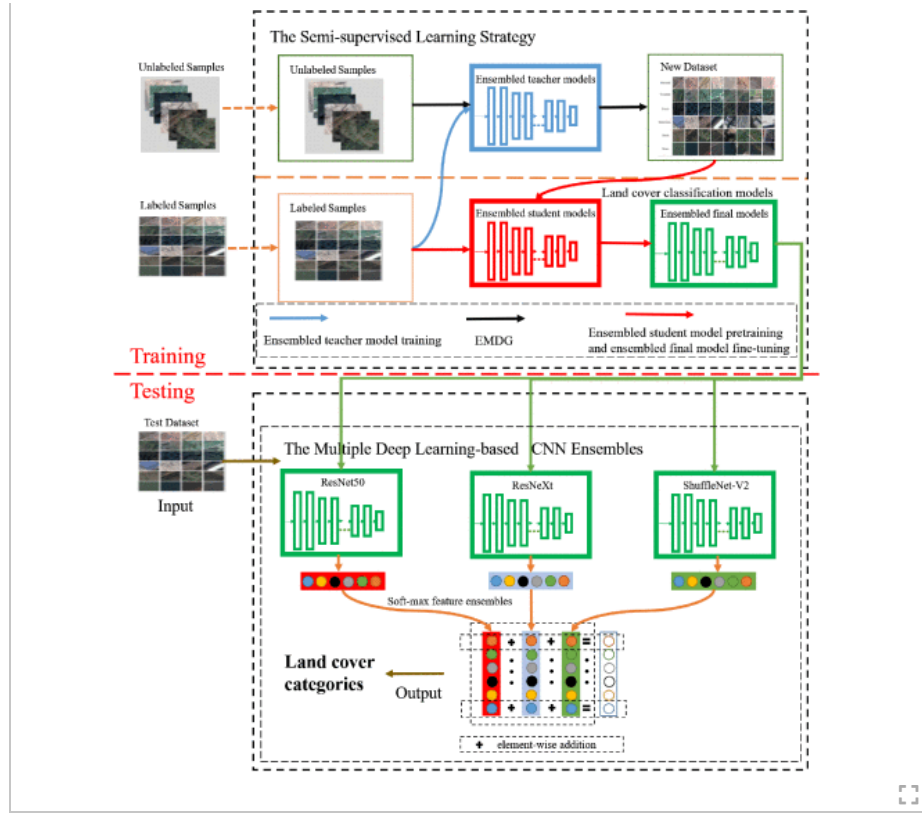 The Semi-supervised Learning Strategy
Unlabeled Samples
Unlabeled Samples
Ensembled teacher models
New Dataset
Land cover classification models
Labeled Samples
Labeled Samples
Ensembled student models
Ensembled final models
Ensembled teacher model training
EMDG
Ensembled student model pretraining
and ensembled final model fine-tuning
Training
Testing
Test Dataset
Input
The Multiple Deep Learning-based CNN Ensembles
ResNet50
ResNeXt
ShuffleNet-V2
Soft-max feature ensembles
+ + =
Land cover
categories
Output
+ + =
+ element-wise addition